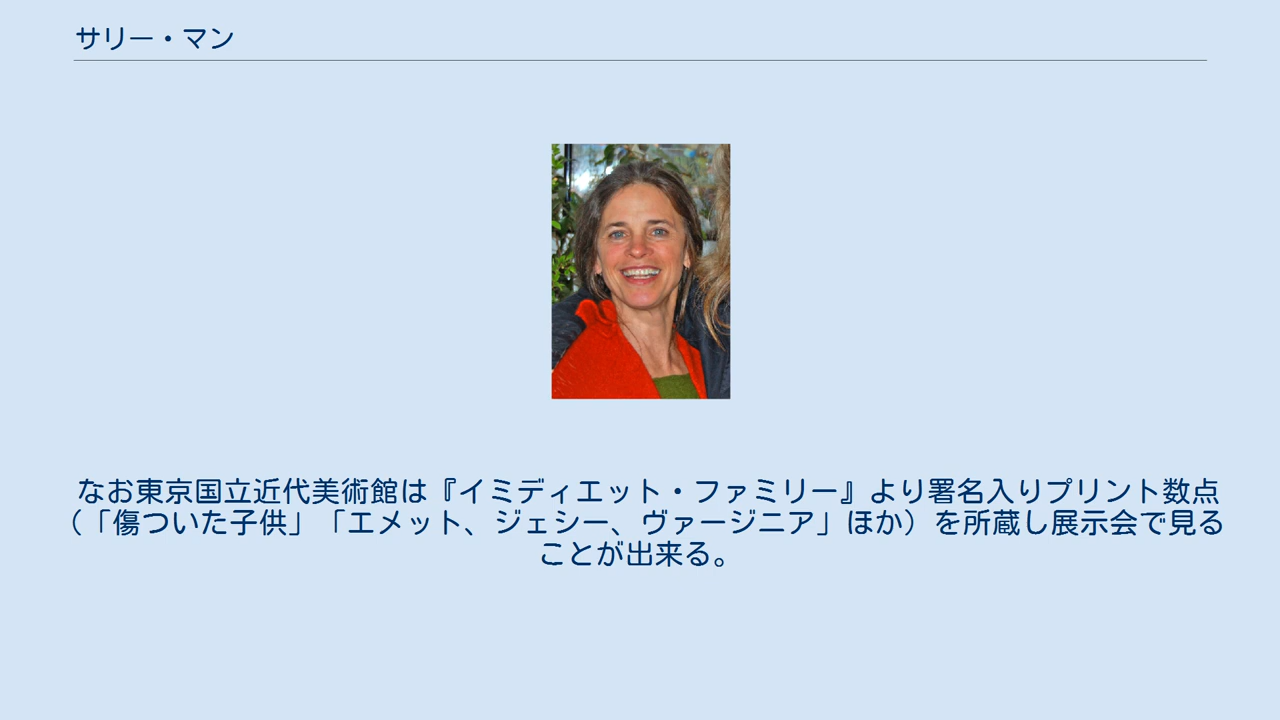 サリー・マン
なお東京国立近代美術館は『イミディエット・ファミリー』より署名入りプリント数点
（「傷ついた子供」「エメット、ジェシー、ヴァージニア」ほか）を所蔵し展示会で見る
ことが出来る。